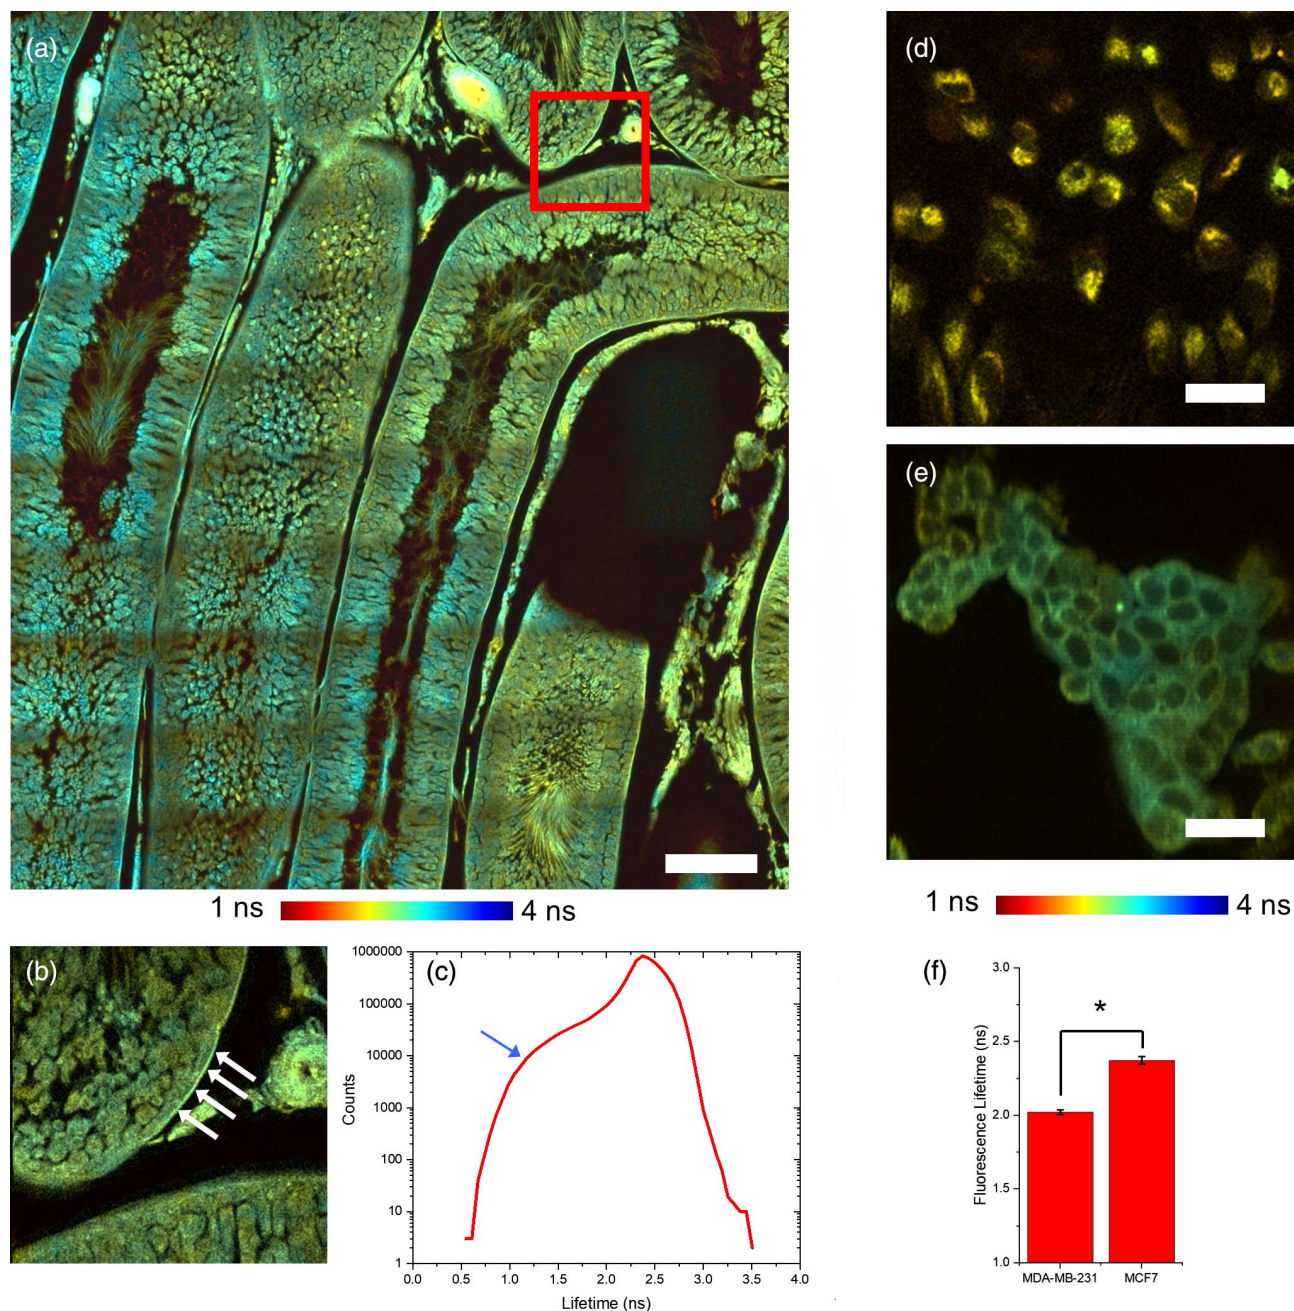 (a)
(d)
(e)
1 ns 4 ns
1 ns 4 ns
(b)
(c)
1000000
100000
10000
1000
100
10
1
Counts
0.0 0.5 1.0 1.5 2.0 2.5 3.0 3.5 4.0
Lifetime (ns)
(f)
3.0
2.5
2.0
1.5
1.0
Fluorescence Lifetime (ns)
*
MDA-MB-231 MCF7